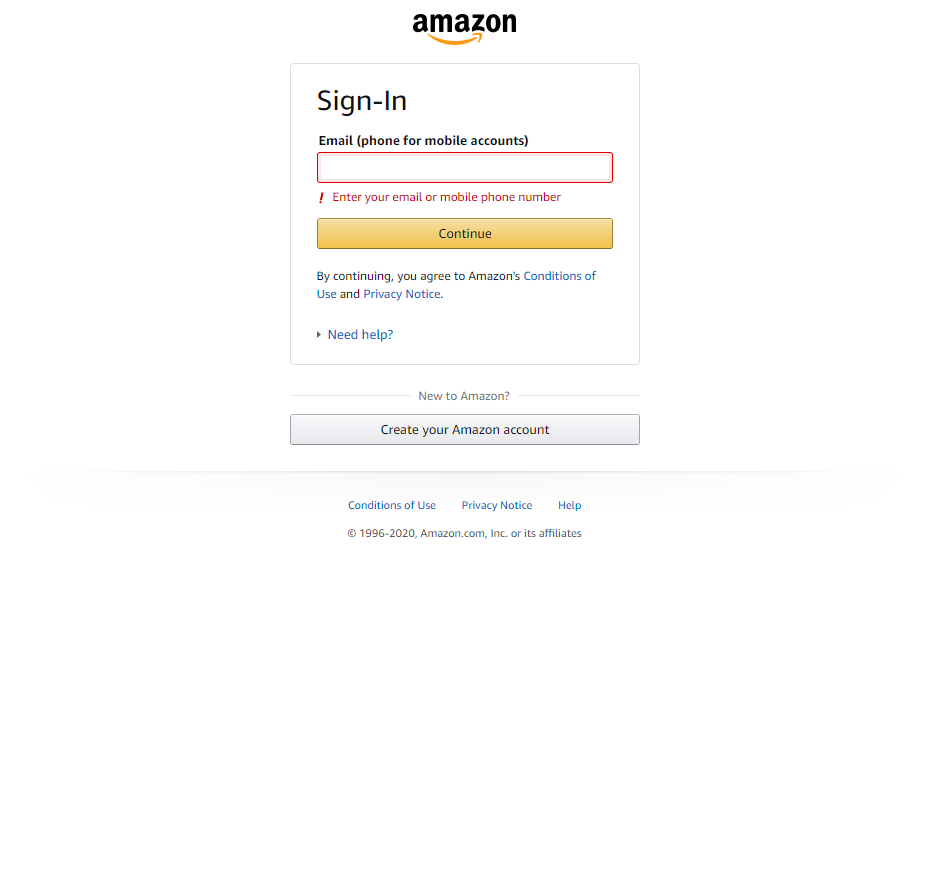 amazon
Sign-In
Email (phone for mobile accounts)
! Enter your email or mobile phone number
Continue
By continuing, you agree to Amazon's Conditions of
Use and Privacy Notice.
Need help?
New to Amazon?
Create your Amazon account
Conditions of Use Privacy Notice Help
© 1996-2020, Amazon.com, Inc. or its affiliates